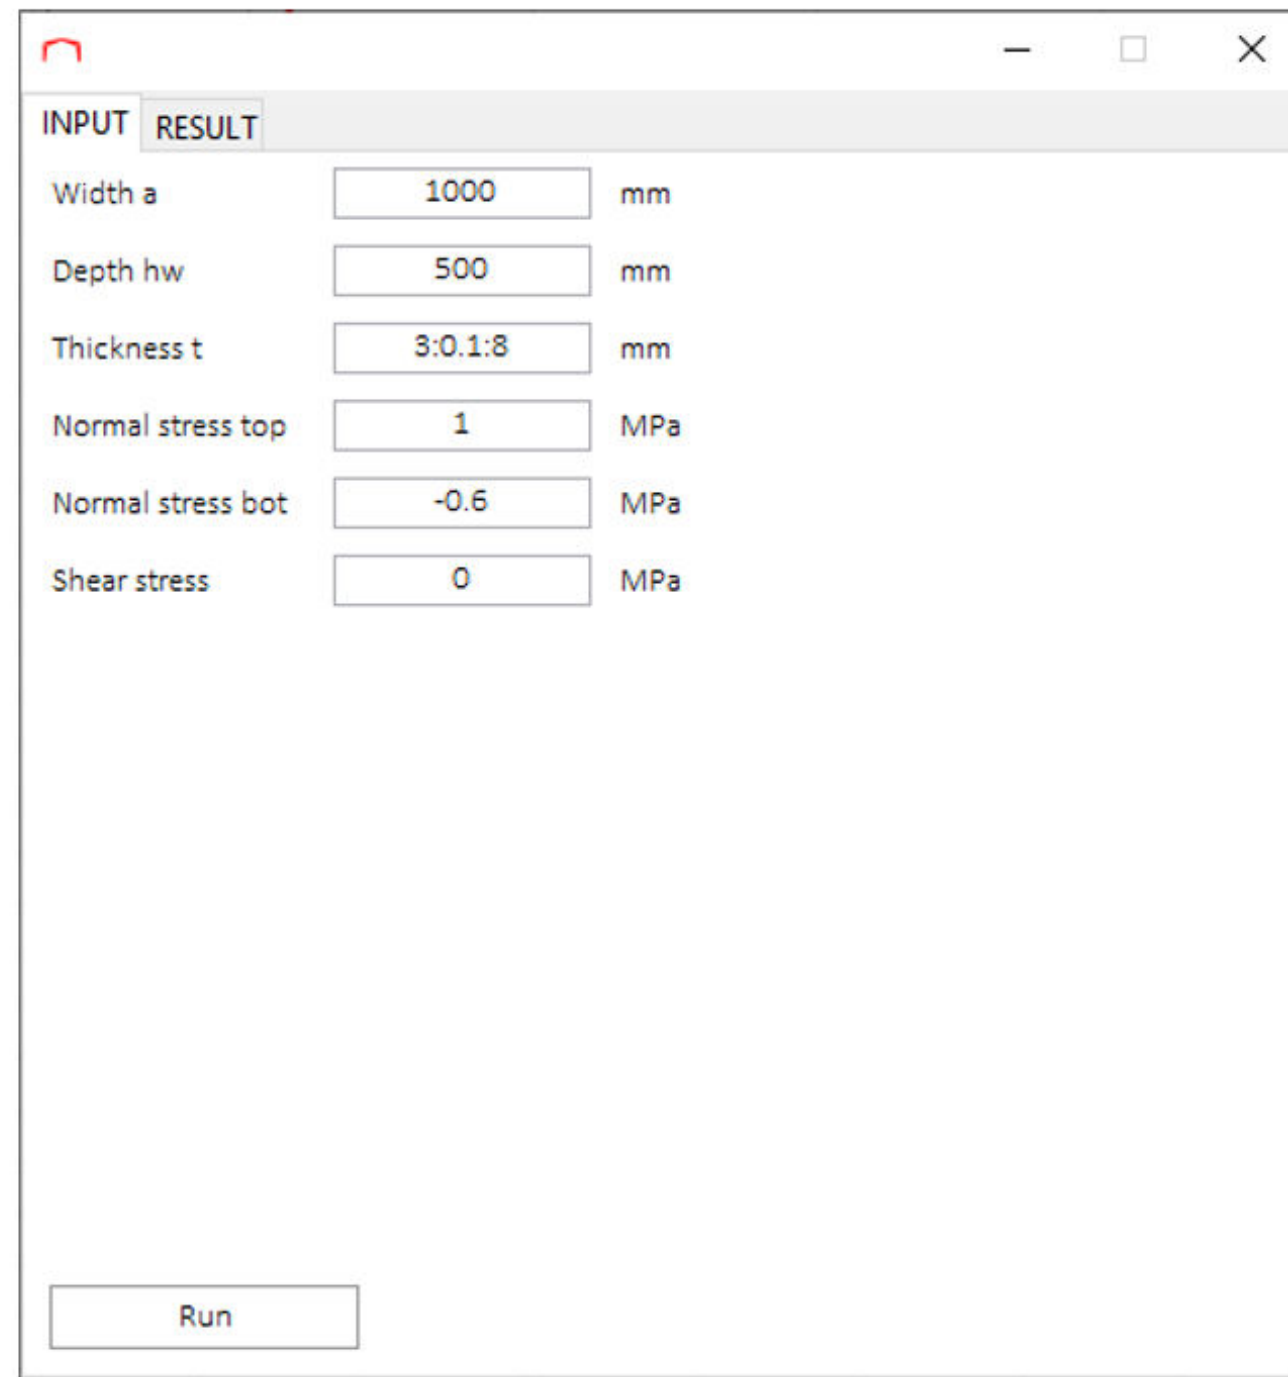 INPUT RESULT
Width a 1000 mm
Depth hw 500 mm
Thickness t 3:0.1:8 mm
Normal stress top 1 MPa
Normal stress bot -0.6 MPa
Shear stress 0 MPa
Run